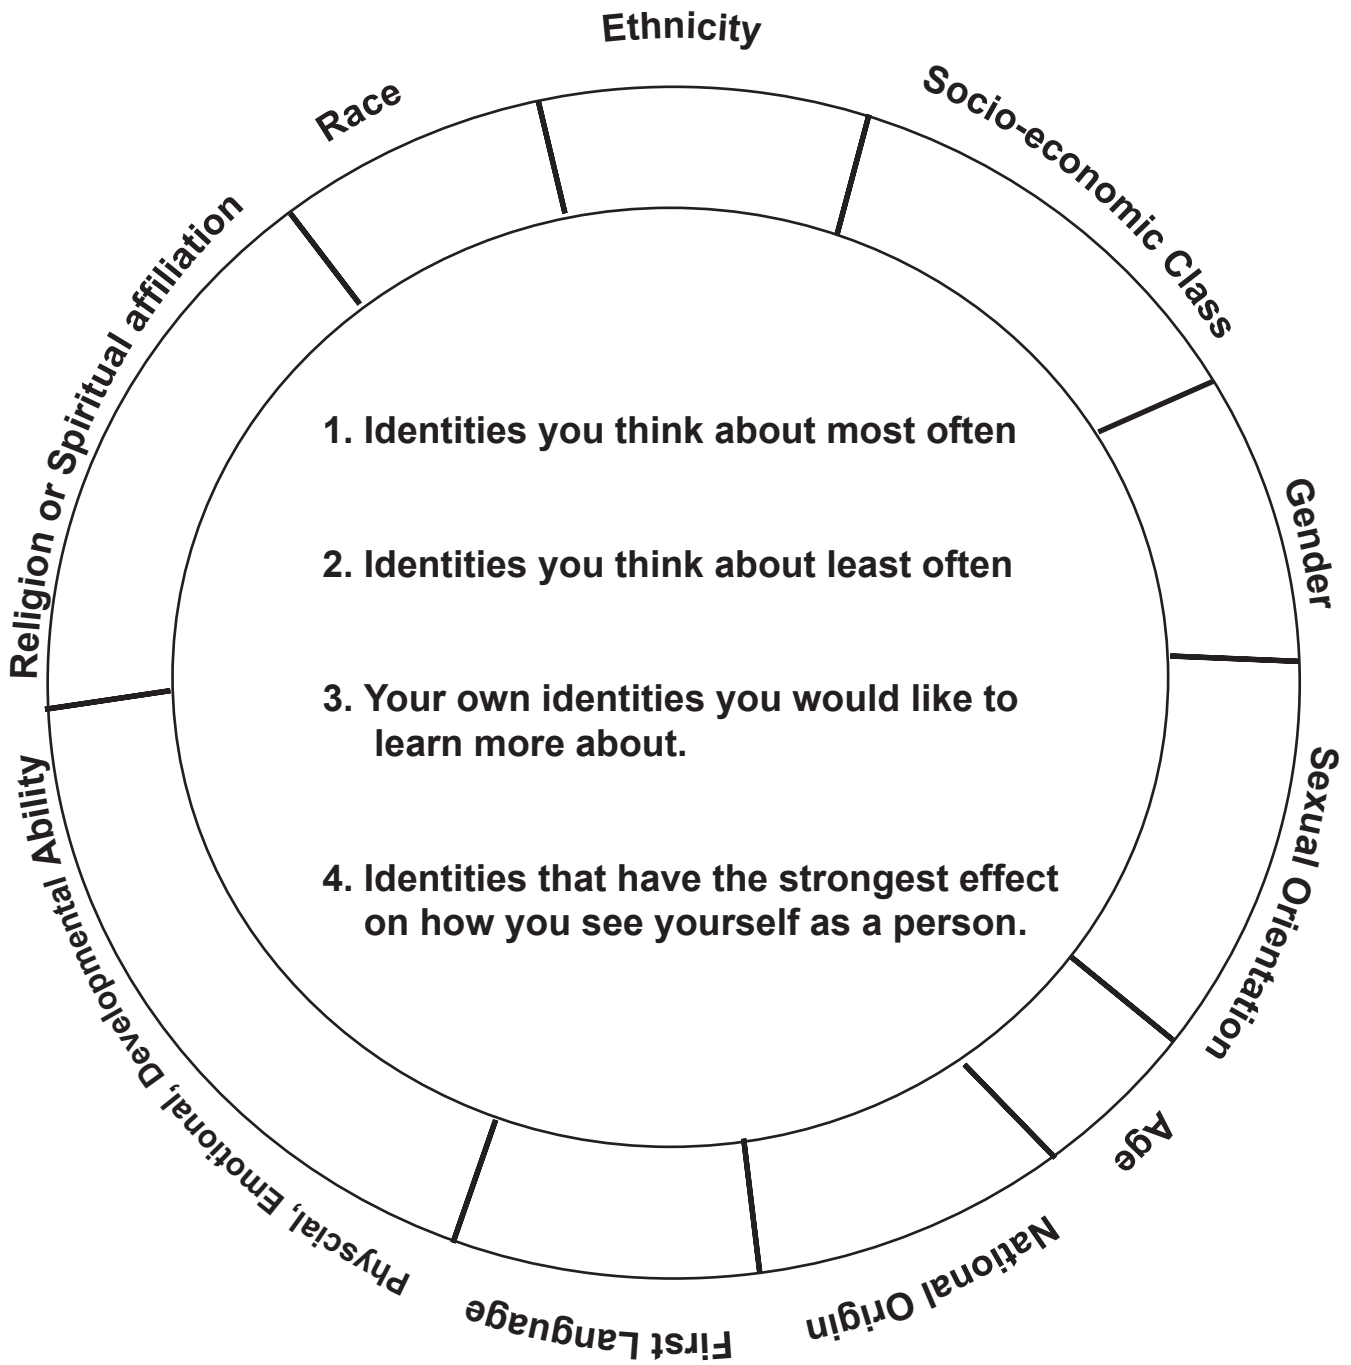 Ethnicity
Socio-economic Class
Gender
Sexual Orientation
Age
National Origin
First Language
Physcial, Emotional, Developmental Ability
Religion or Spiritual affiliation
Race
1. Identities you think about most often
2. Identities you think about least often
3. Your own identities you would like to
learn more about.
4. Identities that have the strongest effect
on how you see yourself as a person.